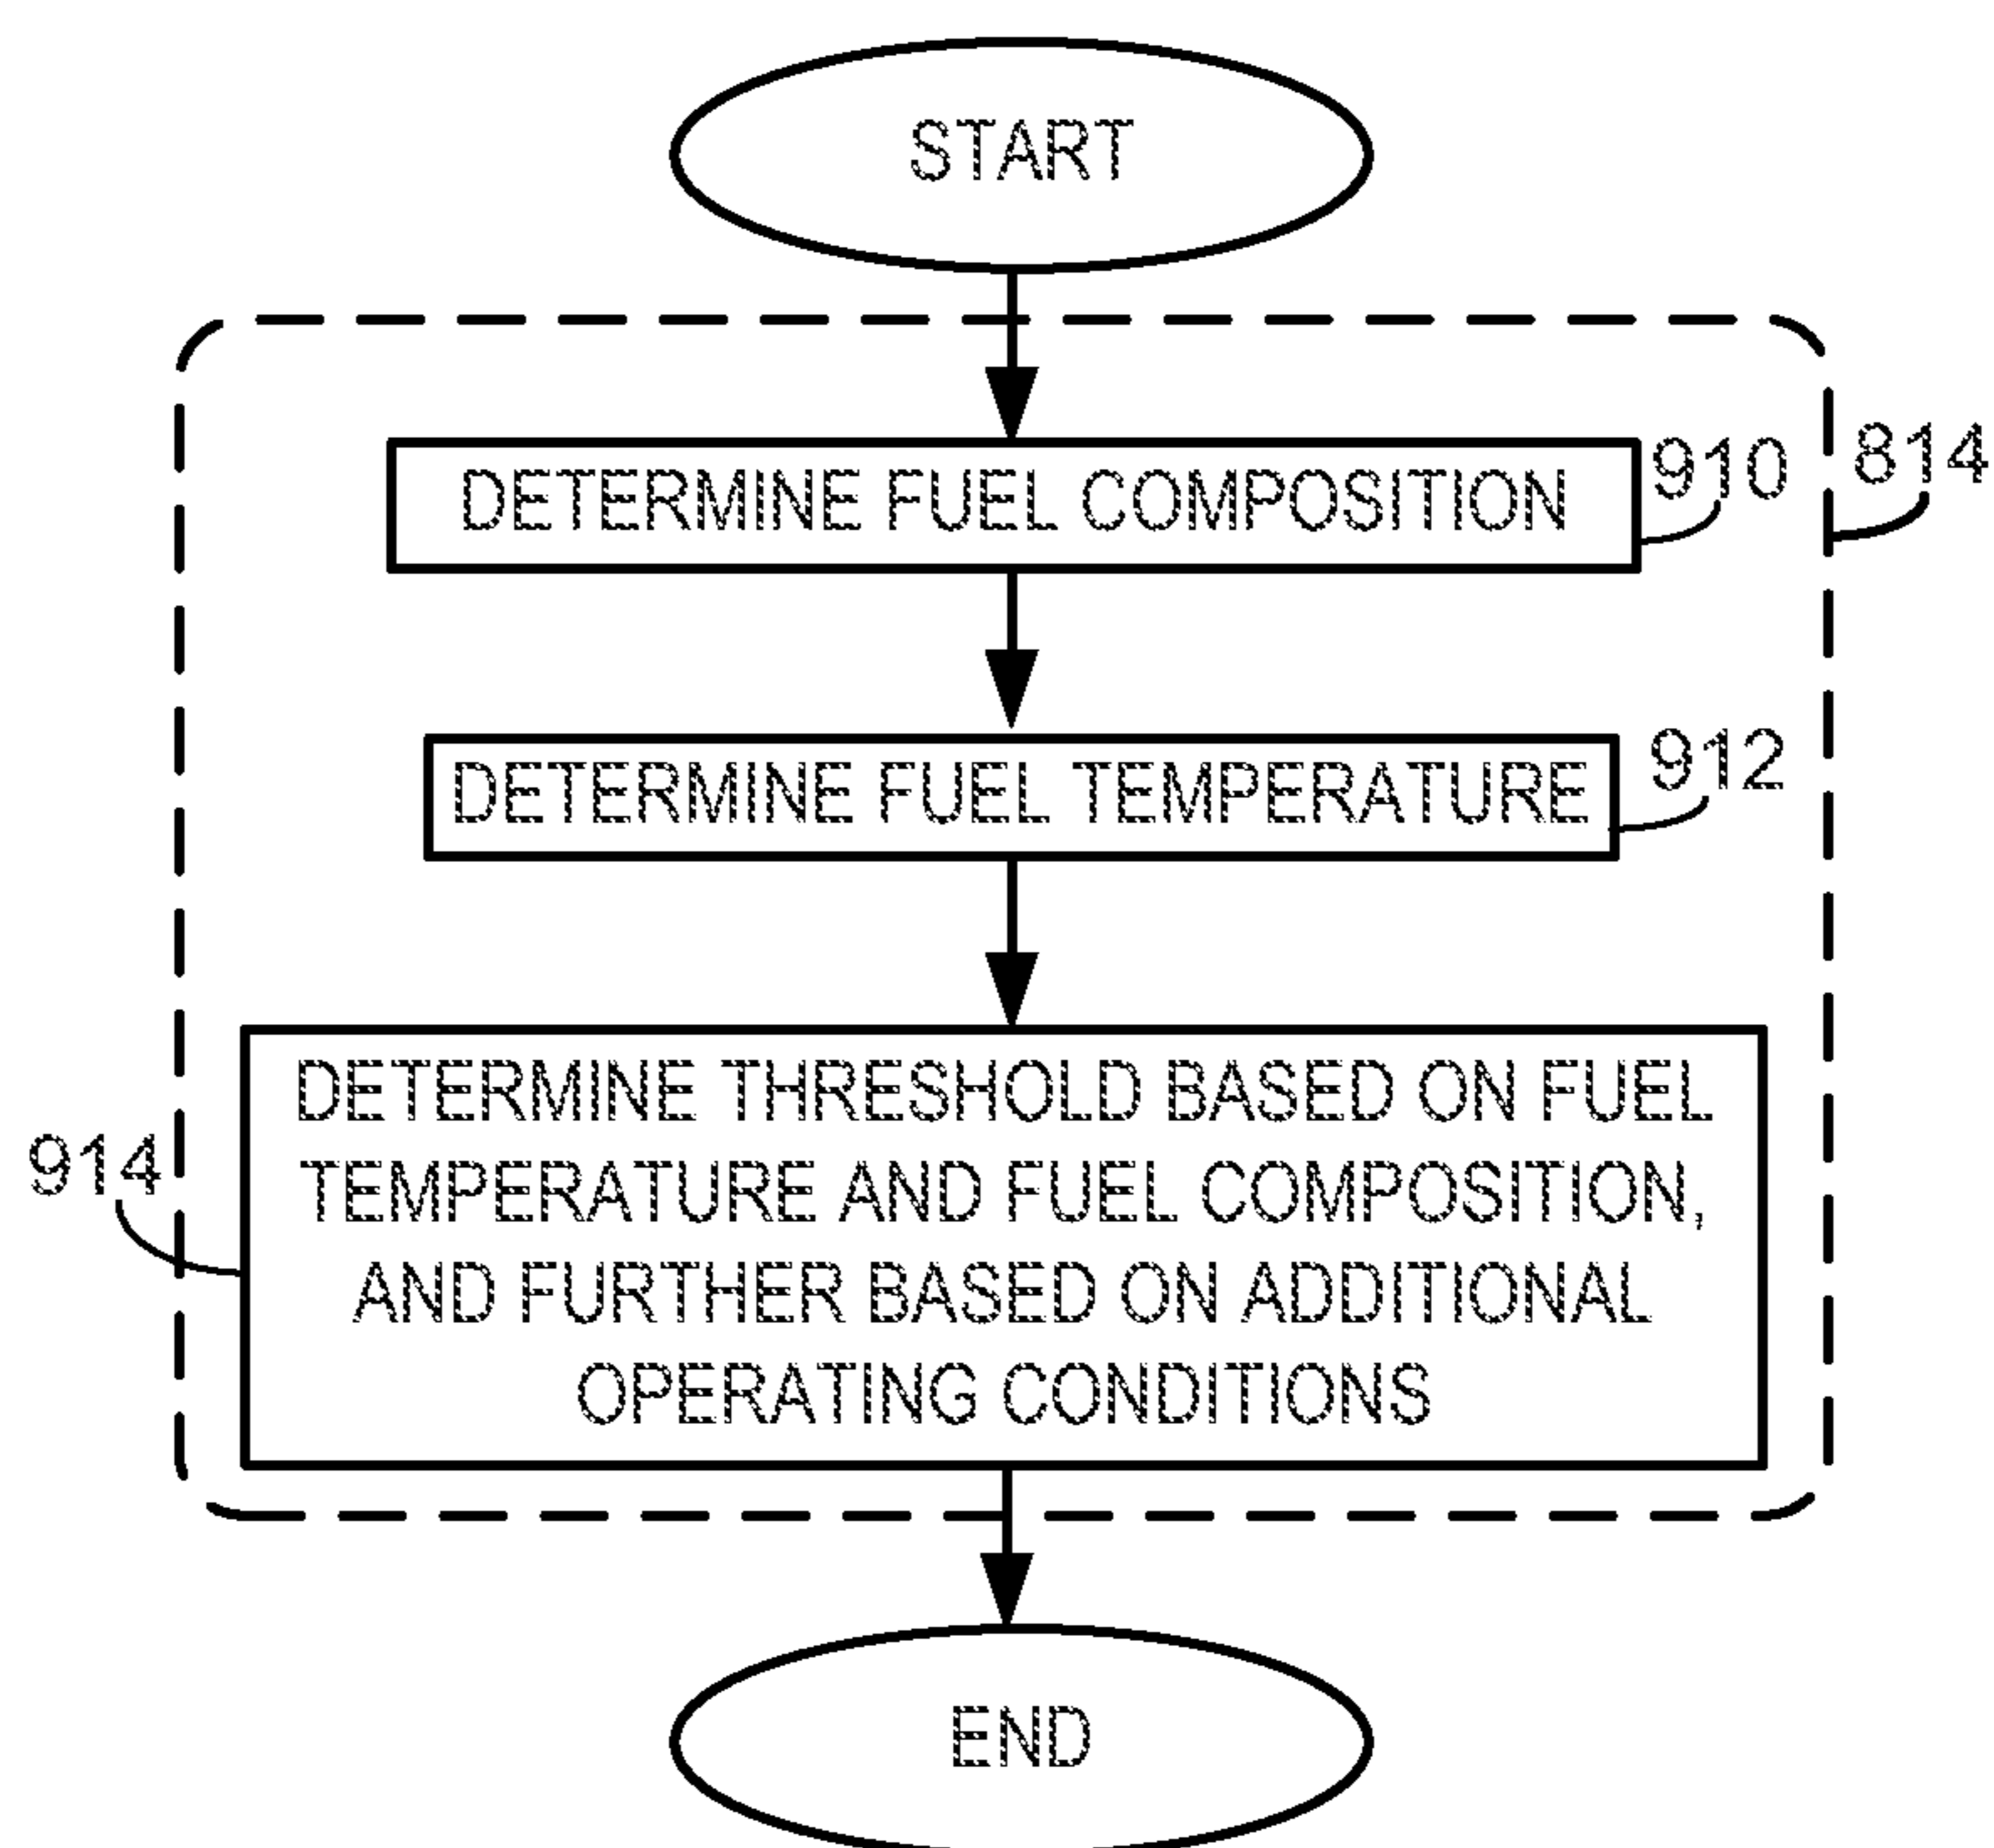 START
DETERMINE FUEL COMPOSITION
910
814
DETERMINE FUEL TEMPERATURE
912
DETERMINE THRESHOLD BASED ON FUEL
TEMPERATURE AND FUEL COMPOSITION,
AND FURTHER BASED ON ADDITIONAL
OPERATING CONDITIONS
914
END